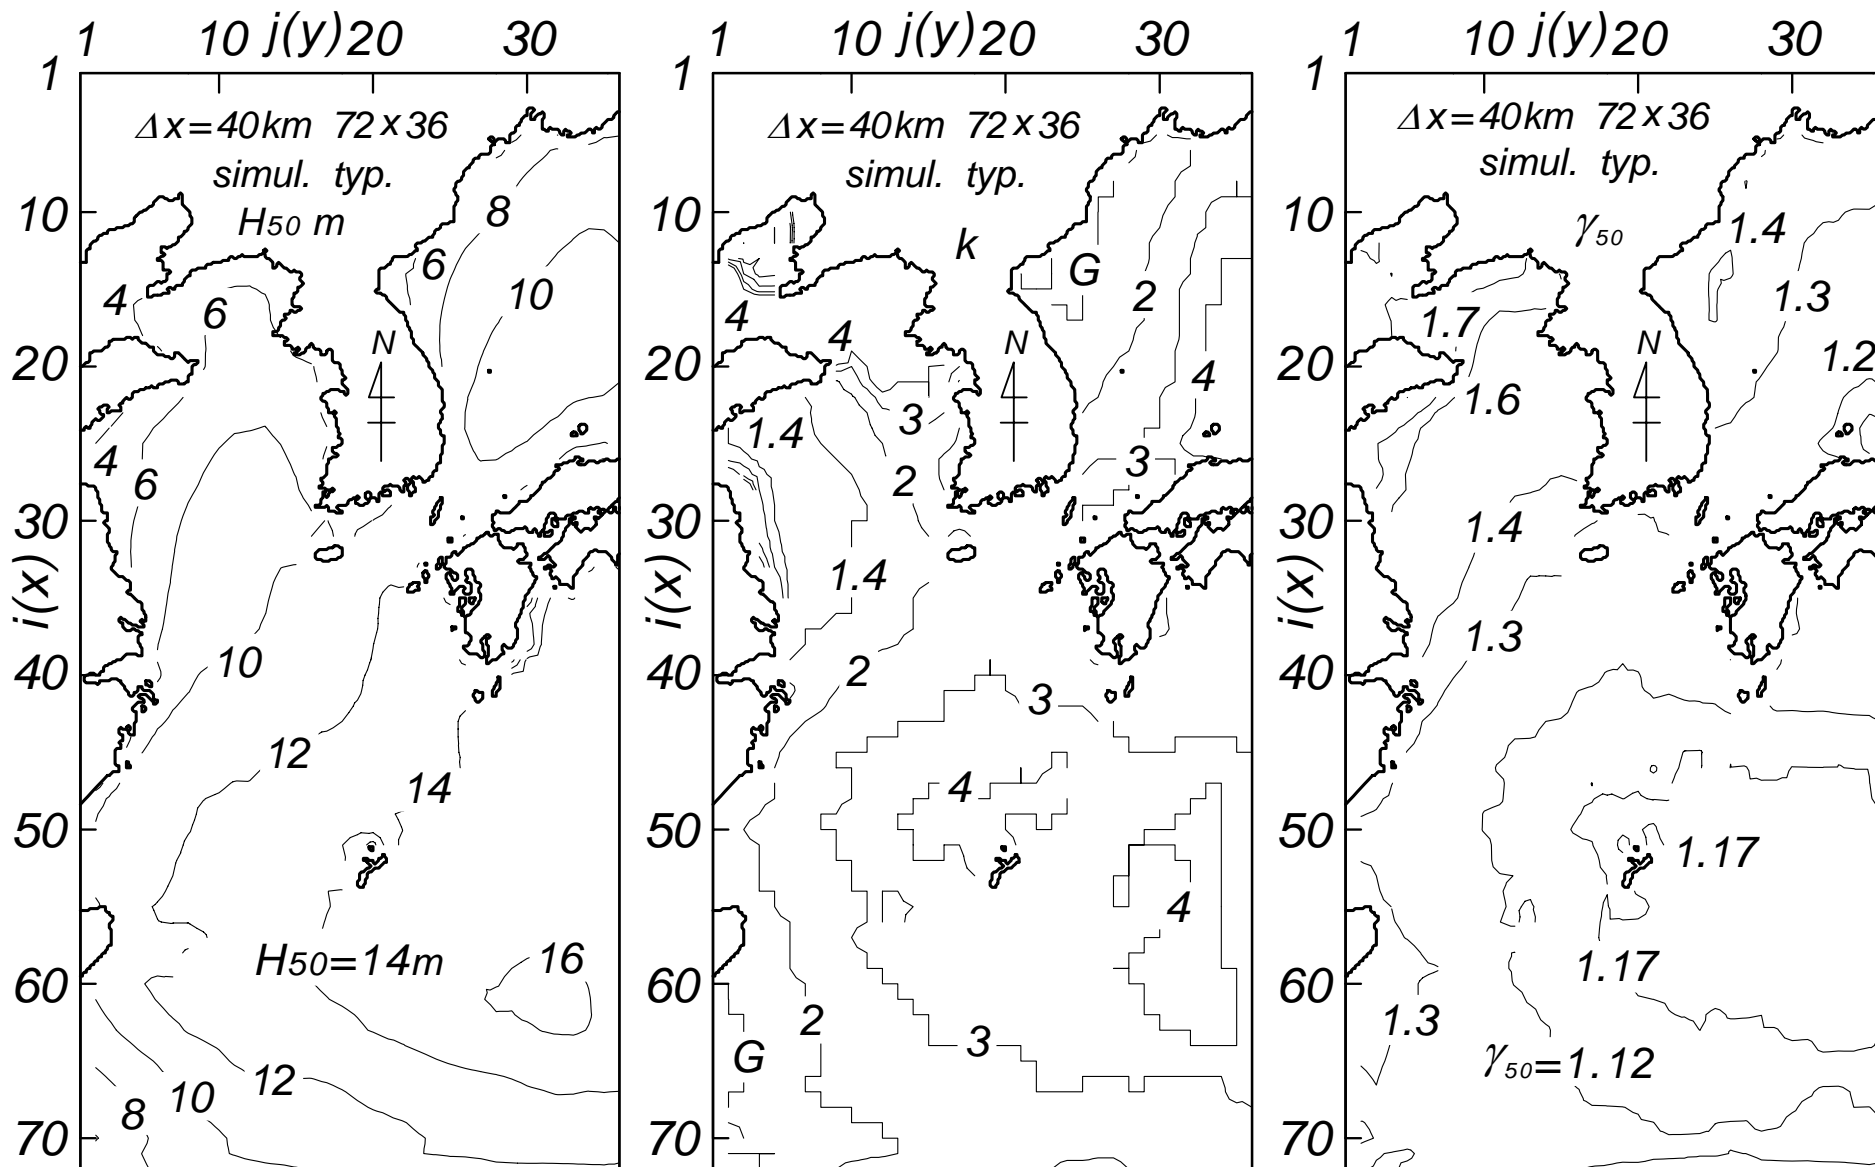 1 10 j(y) 20 30
1
Δx=40km 72x36
simul. typ.
H50 m
10
20
30
i(x)
40
50
60
70
8
6
10
4
6
N
4
6
10
12
14
H50=14m
16
12
10
8
1 10 j(y) 20 30
1
Δx=40km 72x36
simul. typ.
k
10
20
30
i(x)
40
50
60
70
G
2
4
4
4
3
1.4
3
2
1.4
N
2
3
4
4
2
3
G
1 10 j(y) 20 30
1
Δx=40km 72x36
simul. typ.
γ50
10
20
30
i(x)
40
50
60
70
1.4
1.3
1.7
N
1.2
1.6
1.4
1.3
1.17
1.17
1.3
γ50=1.12